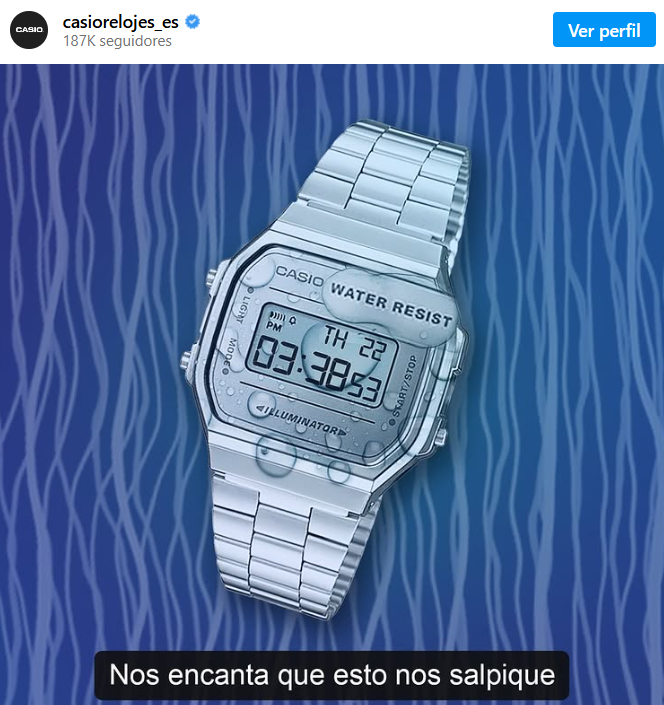 CASIO
casiorelojes_es
187K seguidores
Ver perfil
CASIO
WATER RESIST
LIGHT
PM
TH 22
MODE
03:38 53
START/STOP
ILLUMINATOR
Nos encanta que esto nos salpique